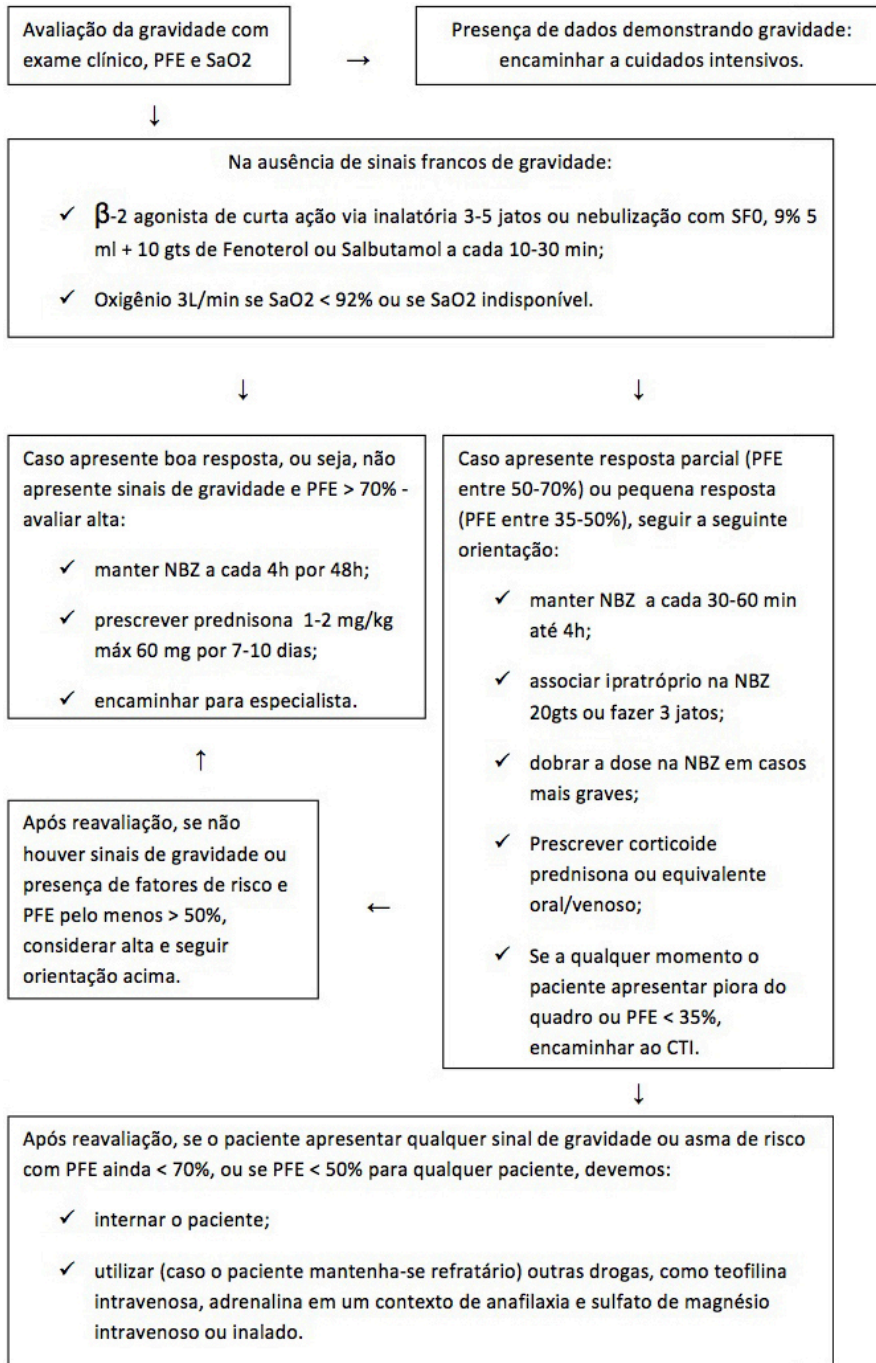 Avaliação da gravidade com
exame clínico, PFE e SaO2
→
Presença de dados demonstrando gravidade:
encaminhar a cuidados intensivos.
↓
Na ausência de sinais francos de gravidade:
✓ β-2 agonista de curta ação via inalatória 3-5 jatos ou nebulização com SF0, 9% 5
ml + 10 gts de Fenoterol ou Salbutamol a cada 10-30 min;
✓ Oxigênio 3L/min se SaO2 < 92% ou se SaO2 indisponível.
↓
↓
Caso apresente boa resposta, ou seja, não
apresente sinais de gravidade e PFE > 70% -
avaliar alta:
✓ manter NBZ a cada 4h por 48h;
✓ prescrever prednisona 1-2 mg/kg
máx 60 mg por 7-10 dias;
✓ encaminhar para especialista.
Caso apresente resposta parcial (PFE
entre 50-70%) ou pequena resposta
(PFE entre 35-50%), seguir a seguinte
orientação:
✓ manter NBZ a cada 30-60 min
até 4h;
✓ associar ipratróprio na NBZ
20gts ou fazer 3 jatos;
✓ dobrar a dose na NBZ em casos
mais graves;
✓ Prescrever corticoide
prednisona ou equivalente
oral/venoso;
✓ Se a qualquer momento o
paciente apresentar piora do
quadro ou PFE < 35%,
encaminhar ao CTI.
↑
Após reavaliação, se não
houver sinais de gravidade ou
presença de fatores de risco e
PFE pelo menos > 50%,
considerar alta e seguir
orientação acima.
←
↓
Após reavaliação, se o paciente apresentar qualquer sinal de gravidade ou asma de risco
com PFE ainda < 70%, ou se PFE < 50% para qualquer paciente, devemos:
✓ internar o paciente;
✓ utilizar (caso o paciente mantenha-se refratário) outras drogas, como teofilina
intravenosa, adrenalina em um contexto de anafilaxia e sulfato de magnésio
intravenoso ou inalado.